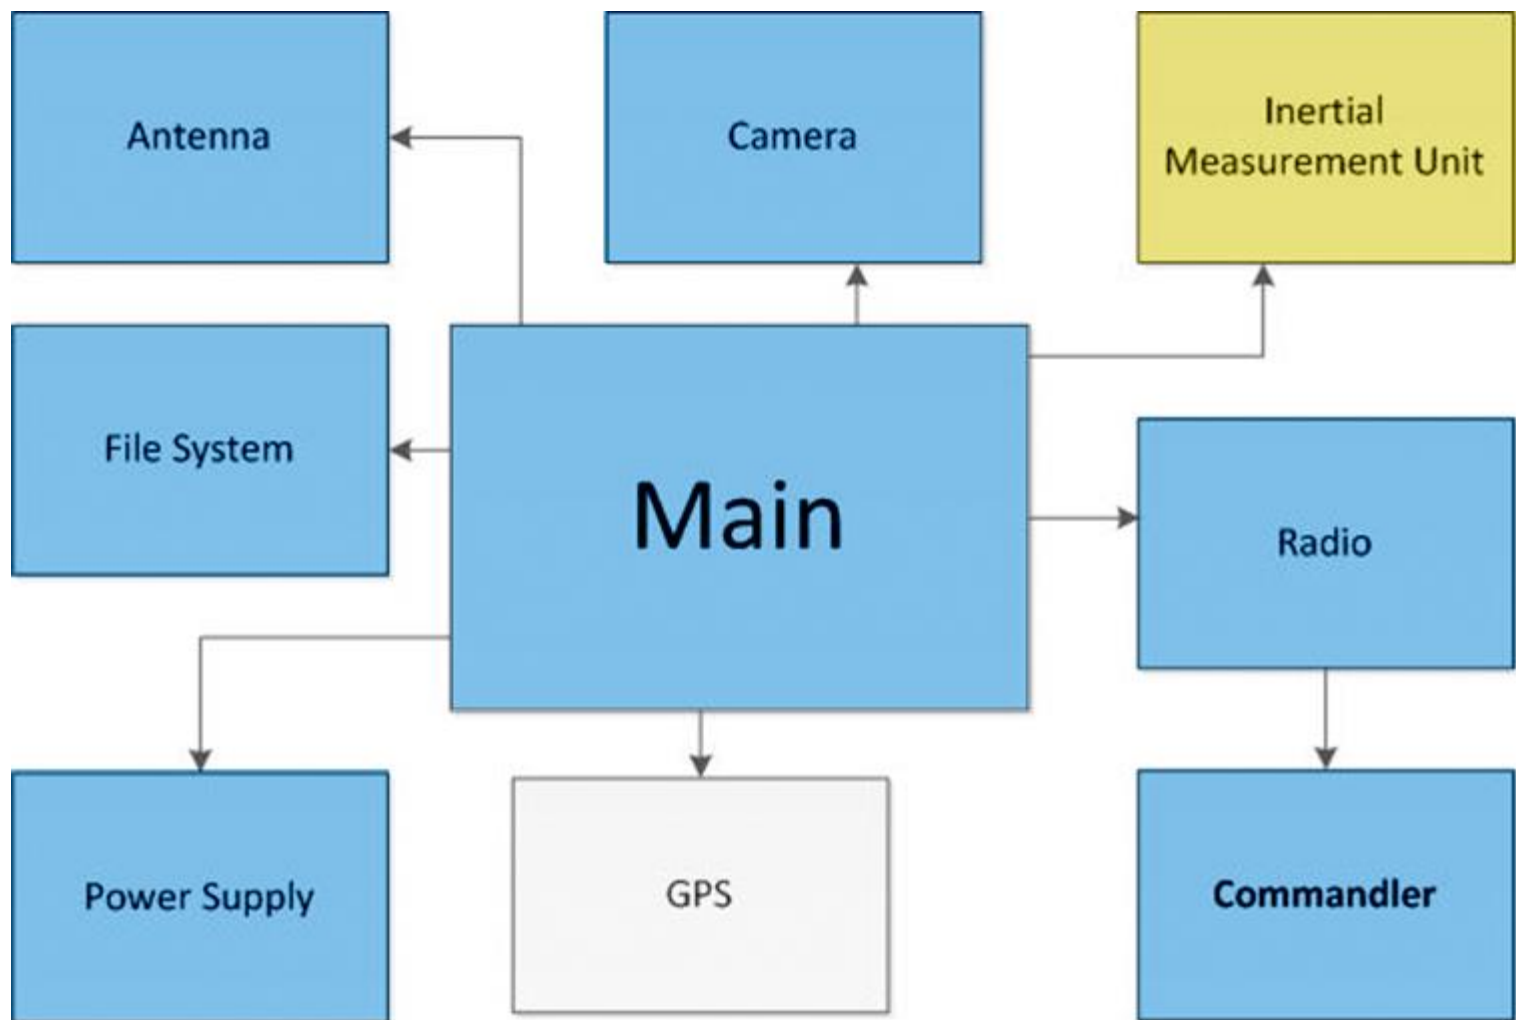 Antenna
Camera
Inertial
Measurement Unit
File System
Main
Radio
Power Supply
GPS
Commandler